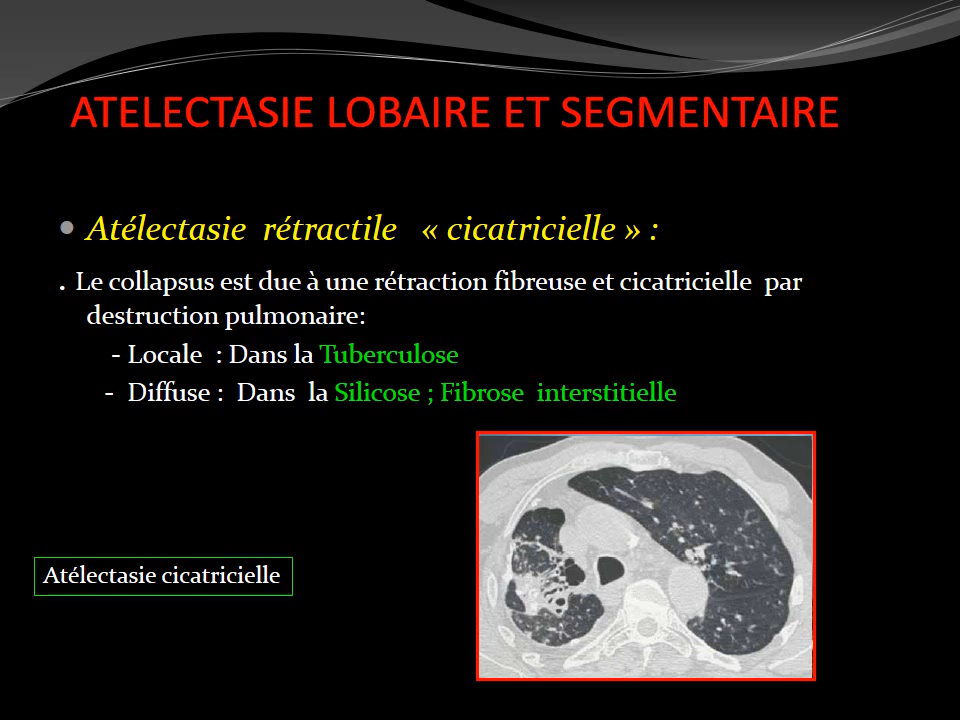 ATELECTASIE LOBAIRE ET SEGMENTAIRE
• Atélectasie rétractile « cicatricielle » :
. Le collapsus est due à une rétraction fibreuse et cicatricielle par
destruction pulmonaire:
- Locale : Dans la Tuberculose
- Diffuse : Dans la Silicose ; Fibrose interstitielle
Atélectasie cicatricielle